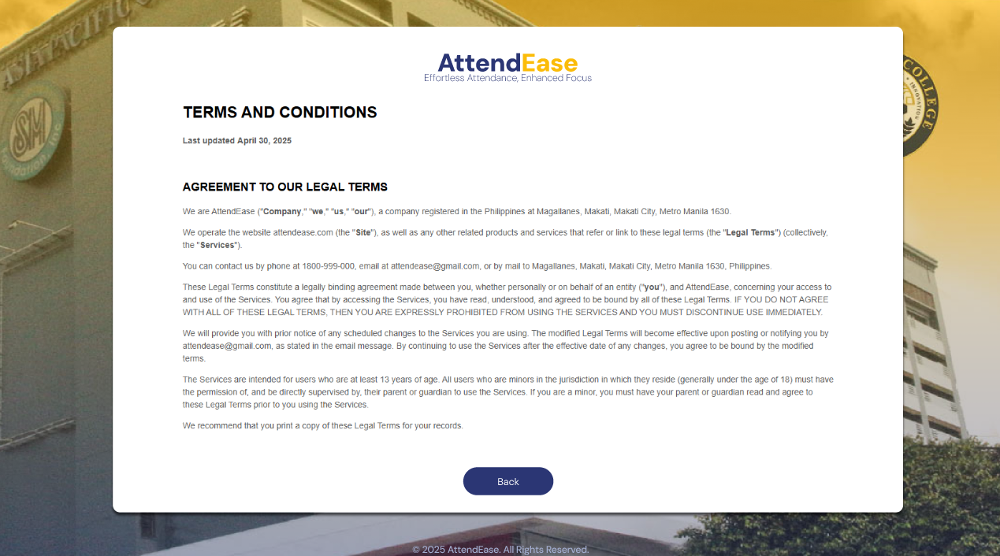 ASIA PACIFIC CO
SM
Foundation, Inc.
COLLEGE
INNOVATION
AttendEase
Effortless Attendance, Enhanced Focus
TERMS AND CONDITIONS
Last updated April 30, 2025
AGREEMENT TO OUR LEGAL TERMS
We are AttendEase ("Company," "we," "us," "our"), a company registered in the Philippines at Magallanes, Makati, Makati City, Metro Manila 1630.
We operate the website attendease.com (the "Site"), as well as any other related products and services that refer or link to these legal terms (the "Legal Terms") (collectively,
the "Services").
You can contact us by phone at 1800-999-000, email at attendease@gmail.com, or by mail to Magallanes, Makati, Makati City, Metro Manila 1630, Philippines.
These Legal Terms constitute a legally binding agreement made between you, whether personally or on behalf of an entity ("you"), and AttendEase, concerning your access to
and use of the Services. You agree that by accessing the Services, you have read, understood, and agreed to be bound by all of these Legal Terms. IF YOU DO NOT AGREE
WITH ALL OF THESE LEGAL TERMS, THEN YOU ARE EXPRESSLY PROHIBITED FROM USING THE SERVICES AND YOU MUST DISCONTINUE USE IMMEDIATELY.
We will provide you with prior notice of any scheduled changes to the Services you are using. The modified Legal Terms will become effective upon posting or notifying you by
attendease@gmail.com, as stated in the email message. By continuing to use the Services after the effective date of any changes, you agree to be bound by the modified
terms.
The Services are intended for users who are at least 13 years of age. All users who are minors in the jurisdiction in which they reside (generally under the age of 18) must have
the permission of, and be directly supervised by, their parent or guardian to use the Services. If you are a minor, you must have your parent or guardian read and agree to
these Legal Terms prior to you using the Services.
We recommend that you print a copy of these Legal Terms for your records.
Back
© 2025 AttendEase. All Rights Reserved.